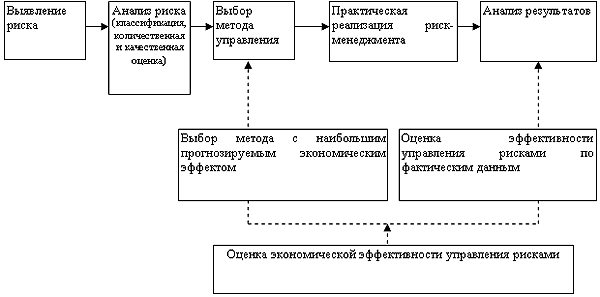 Выявление
риска
Анализ риска
(классификация,
количественная
и качественная
оценка)
Выбор
метода
управления
Практическая
реализация риск-
менеджмента
Анализ результатов
Выбор метода с наибольшим
прогнозируемым экономическим
эффектом
Оценка эффективности
управления рисками по
фактическим данным
Оценка экономической эффективности управления рисками